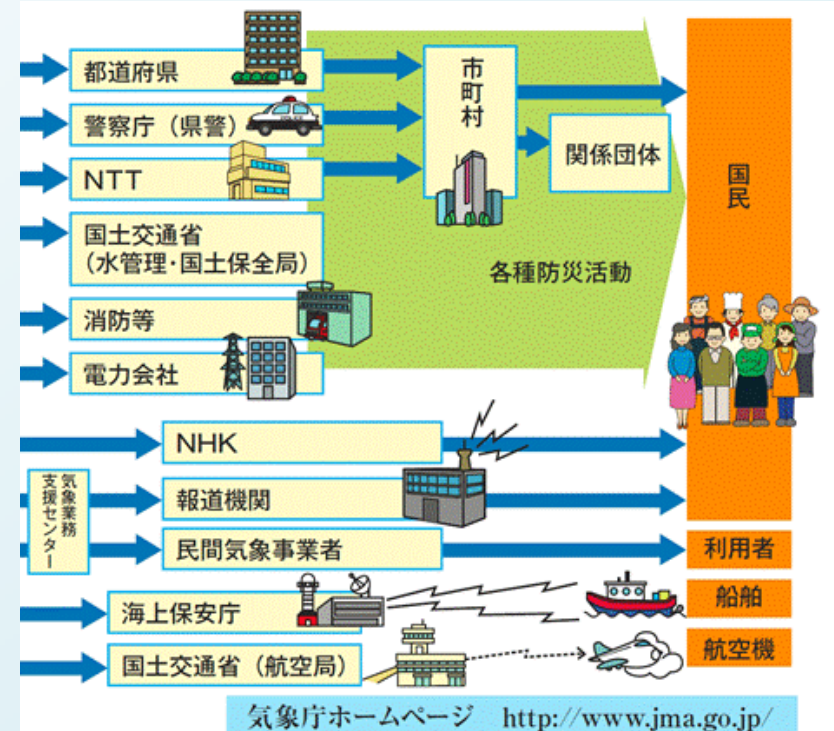 都道府県
警察庁（県警）
NTT
国土交通省
（水管理・国土保全局）
消防等
電力会社
市町村
関係団体
各種防災活動
国民
NHK
気象業務
支援センター
報道機関
民間気象事業者
利用者
海上保安庁
船舶
国土交通省（航空局）
航空機
気象庁ホームページ http://www.jma.go.jp/